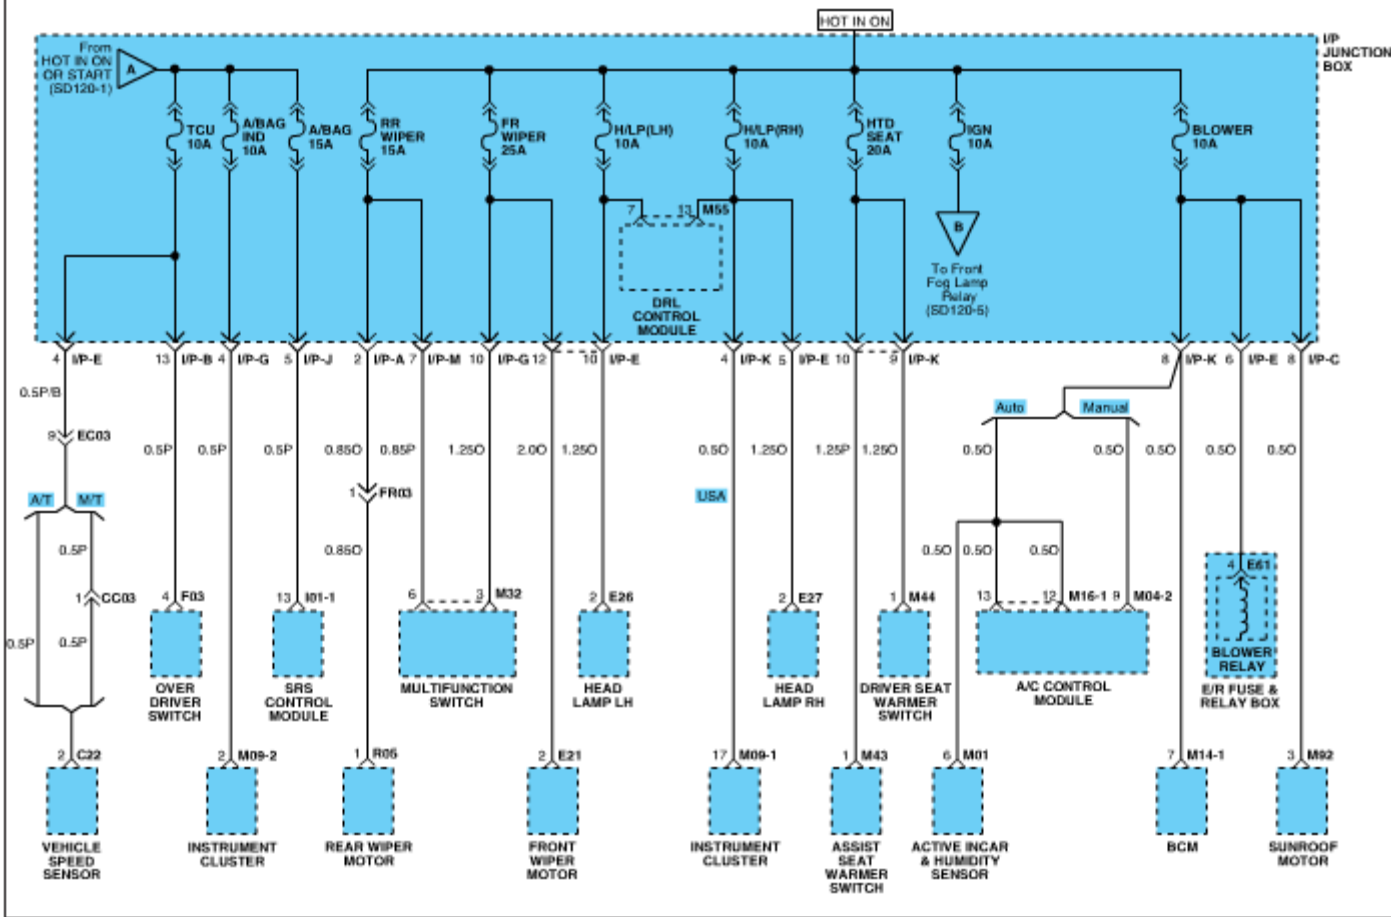 HOT IN ON
I/P
JUNCTION
BOX
From
HOT IN ON
OR START
(SD120-1)
A
TCU
10A
A/BAG
IND
10A
A/BAG
15A
RR
WIPER
15A
FR
WIPER
25A
H/LP(LH)
10A
H/LP(RH)
10A
HTD
SEAT
20A
IGN
10A
BLOWER
10A
7
13
M55
DRL
CONTROL
MODULE
B
To Front
Fog Lamp
Relay
(SD120-5)
4 I/P-E
13 I/P-B
4 I/P-G
5 I/P-J
2 I/P-A
7 I/P-M
10 I/P-G
12
10 I/P-E
4 I/P-K
5 I/P-E
10
9 I/P-K
8 I/P-K
6 I/P-E
8 I/P-C
0.5P/B
Auto
Manual
9 EC03
0.5P
0.5P
0.5P
0.85O
0.85P
1.25O
2.0O
1.25O
0.5O
1.25O
1.25P
1.25O
0.5O
0.5O
0.5O
0.5O
0.5O
A/T
M/T
1 FR03
USA
0.5P
0.85O
0.5O
0.5O
0.5O
4 E61
BLOWER
RELAY
E/R FUSE &
RELAY BOX
1 CC03
4 F03
13 I01-1
6
3 M32
2 E26
2 E27
1 M44
13
12 M16-1
9 M04-2
0.5P
0.5P
OVER
DRIVER
SWITCH
SRS
CONTROL
MODULE
MULTIFUNCTION
SWITCH
HEAD
LAMP LH
HEAD
LAMP RH
DRIVER SEAT
WARMER
SWITCH
A/C CONTROL
MODULE
2 C22
2 M09-2
1 R05
2 E21
17 M09-1
1 M43
6 M01
7 M14-1
3 M92
VEHICLE
SPEED
SENSOR
INSTRUMENT
CLUSTER
REAR WIPER
MOTOR
FRONT
WIPER
MOTOR
INSTRUMENT
CLUSTER
ASSIST
SEAT
WARMER
SWITCH
ACTIVE INCAR
& HUMIDITY
SENSOR
BCM
SUNROOF
MOTOR